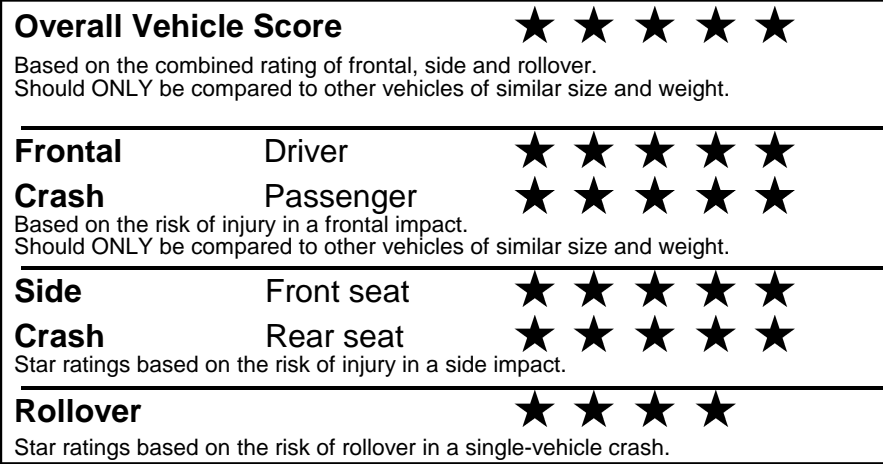 Overall Vehicle Score ★ ★ ★ ★ ★
Based on the combined rating of frontal, side and rollover.
Should ONLY be compared to other vehicles of similar size and weight.
Frontal Driver ★ ★ ★ ★ ★
Crash Passenger ★ ★ ★ ★ ★
Based on the risk of injury in a frontal impact.
Should ONLY be compared to other vehicles of similar size and weight.
Side Front seat ★ ★ ★ ★ ★
Crash Rear seat ★ ★ ★ ★ ★
Star ratings based on the risk of injury in a side impact.
Rollover ★ ★ ★ ★
Star ratings based on the risk of rollover in a single-vehicle crash.